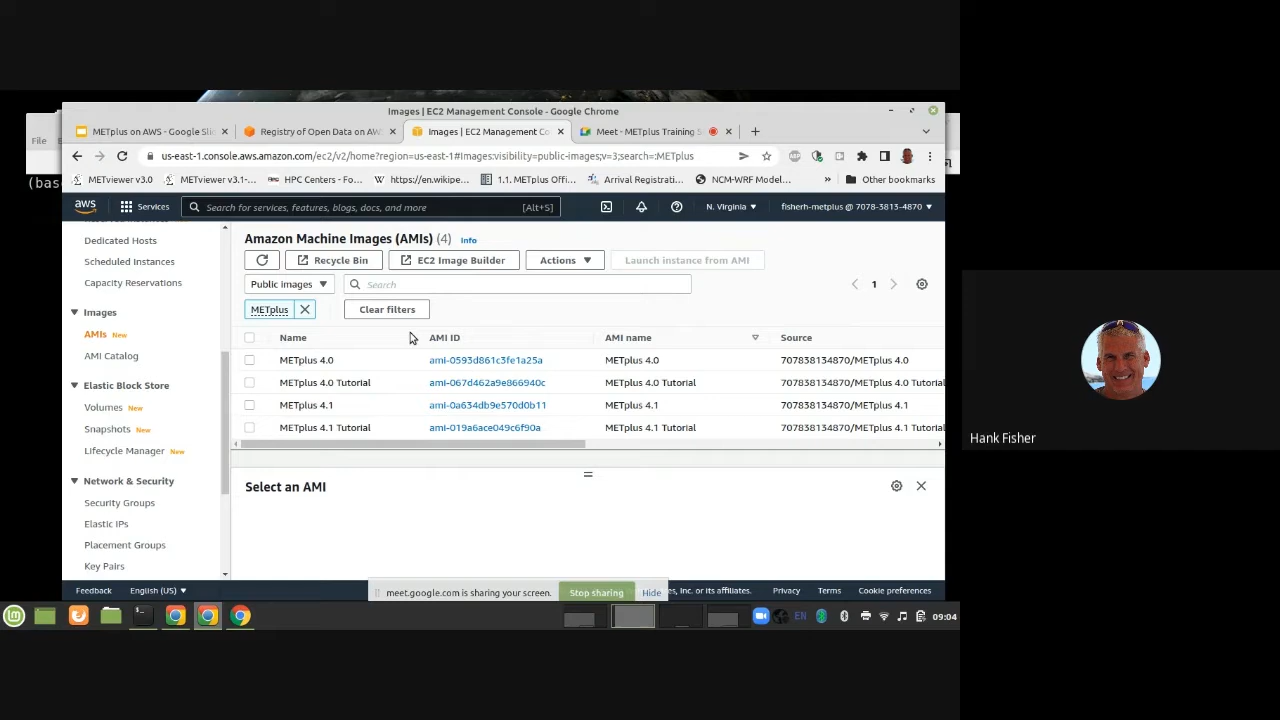 Images | EC2 Management Console - Google Chrome
METplus on AWS - Google Sli
Registry of Open Data on AW
Images | EC2 Management Co
Meet - METplus Training S
File
us-east-1.console.aws.amazon.com/ec2/v2/home?region=us-east-1#Images:visibility=public-images;v=3;search=:METplus
ABP
(bas
METviewer v3.0
METviewer v3.1-...
HPC Centers - Fo...
W https://en.wikipe...
1.1. METplus Offi...
Arrival Registrati...
NCM-WRF Model...
»
Other bookmarks
aws
Services
Search for services, features, blogs, docs, and more
[Alt+S]
N. Virginia
fisherh-metplus @ 7078-3813-4870
Dedicated Hosts
Scheduled Instances
Capacity Reservations
Images
AMIs New
AMI Catalog
Elastic Block Store
Volumes New
Snapshots New
Lifecycle Manager New
Network & Security
Security Groups
Elastic IPs
Placement Groups
Key Pairs
Amazon Machine Images (AMIs) (4) Info
Recycle Bin
EC2 Image Builder
Actions
Launch instance from AMI
Public images
Search
1
METplus
Clear filters
Name AMI ID AMI name Source
METplus 4.0 ami-0593d861c3fe1a25a METplus 4.0 707838134870/METplus 4.0
METplus 4.0 Tutorial ami-067d462a9e866940c METplus 4.0 Tutorial 707838134870/METplus 4.0 Tutorial
METplus 4.1 ami-0a634db9e570d0b11 METplus 4.1 707838134870/METplus 4.1
METplus 4.1 Tutorial ami-019a6ace049c6f90a METplus 4.1 Tutorial 707838134870/METplus 4.1 Tutorial
Select an AMI
Feedback
English (US)
meet.google.com is sharing your screen.
Stop sharing
Hide
es, Inc. or its affiliates.
Privacy
Terms
Cookie preferences
EN
09:04
Hank Fisher